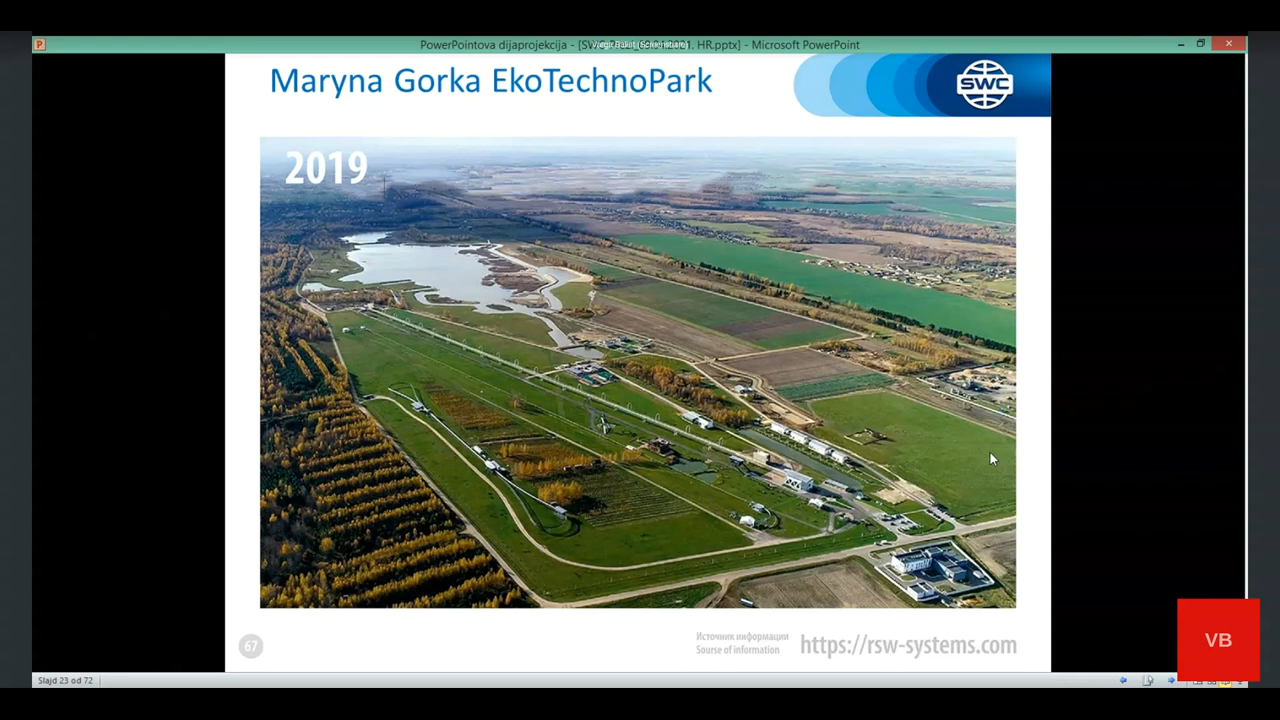 PowerPointova dijaprojekcija - [SW
1. HR.pptx] - Microsoft PowerPoint
Maryna Gorka EkoTechnoPark
SWC
2019
67
Источник информации
Sourse of information
https://rsw-systems.com
VB
Slajd 23 od 72